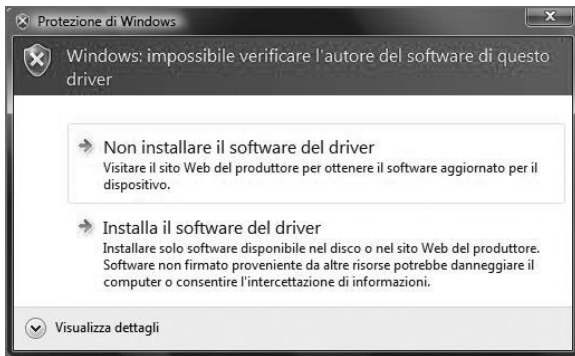 Protezione di Windows
Windows: impossibile verificare l'autore del software di questo
driver
Non installare il software del driver
Visitare il sito Web del produttore per ottenere il software aggiornato per il
dispositivo.
Installa il software del driver
Installare solo software disponibile nel disco o nel sito Web del produttore.
Software non firmato proveniente da altre risorse potrebbe danneggiare il
computer o consentire l'intercettazione di informazioni.
Visualizza dettagli